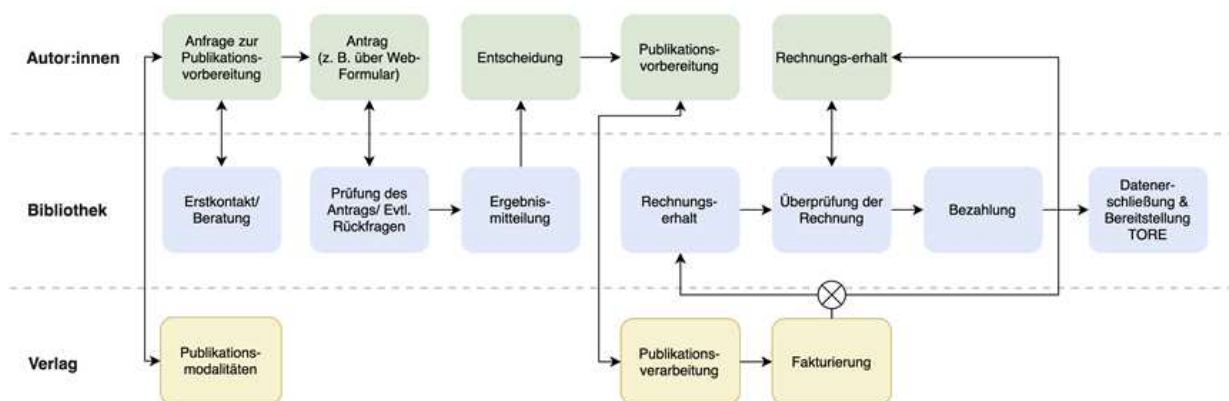 Autor:innen
Anfrage zur
Publikations-
vorbereitung
Antrag
(z. B. über Web-
Formular)
Entscheidung
Publikations-
vorbereitung
Rechnungs-erhalt
Bibliothek
Erstkontakt/
Beratung
Prüfung des
Antrags/ Evtl.
Rückfragen
Ergebnis-
mitteilung
Rechnungs-
erhalt
Überprüfung der
Rechnung
Bezahlung
Datener-
schließung &
Bereitstellung
TORE
Verlag
Publikations-
modalitäten
Publikations-
verarbeitung
Fakturierung